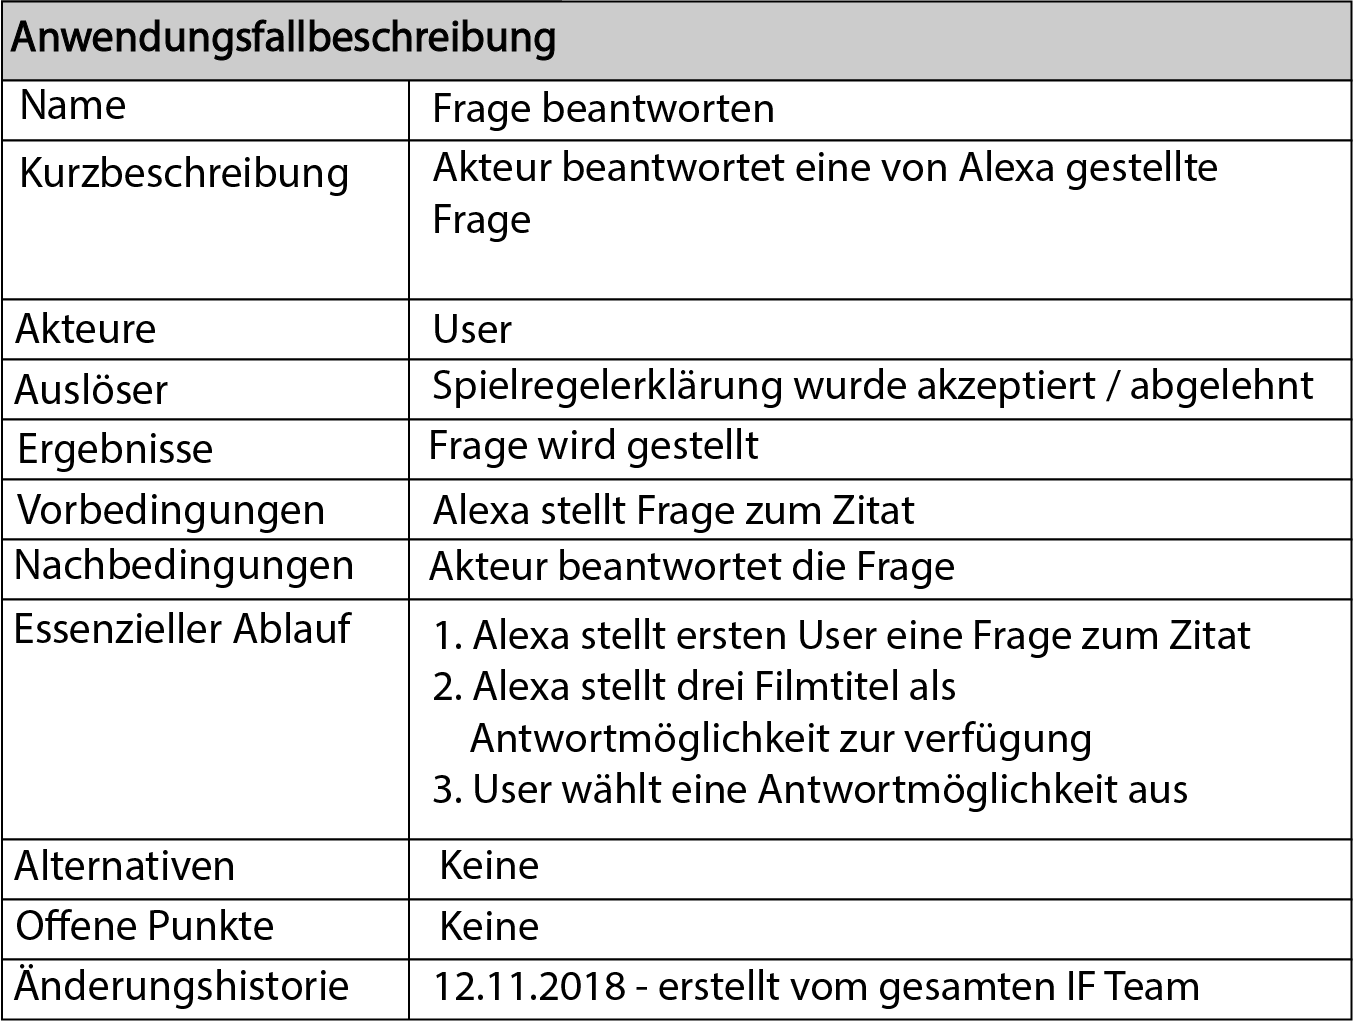 Anwendungsfallbeschreibung
Name
Frage beantworten
Kurzbeschreibung
Akteur beantwortet eine von Alexa gestellte
Frage
Akteure
User
Auslöser
Spielregelerklärung wurde akzeptiert / abgelehnt
Ergebnisse
Frage wird gestellt
Vorbedingungen
Alexa stellt Frage zum Zitat
Nachbedingungen
Akteur beantwortet die Frage
Essenzieller Ablauf
1. Alexa stellt ersten User eine Frage zum Zitat
2. Alexa stellt drei Filmtitel als
Antwortmöglichkeit zur verfügung
3. User wählt eine Antwortmöglichkeit aus
Alternativen
Keine
Offene Punkte
Keine
Änderungshistorie
12.11.2018 - erstellt vom gesamten IF Team